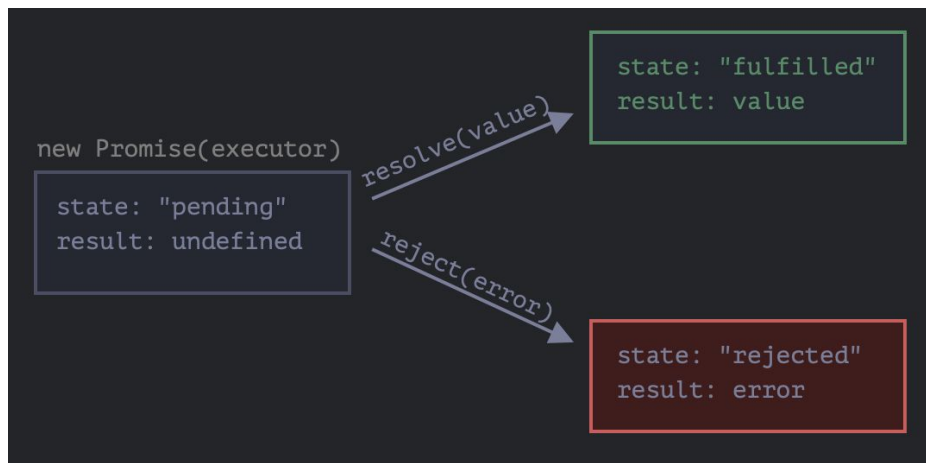 new Promise(executor)
state: "pending"
result: undefined
resolve(value)
reject(error)
state: "fulfilled"
result: value
state: "rejected"
result: error